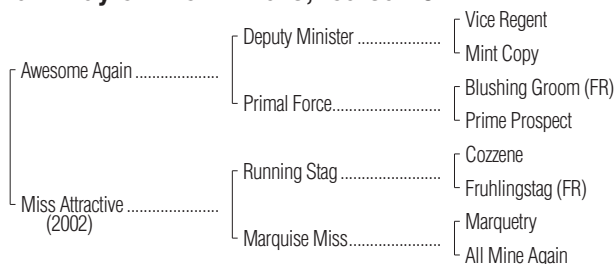 Vice Regent
Deputy Minister ......................
Mint Copy
Awesome Again ......................
Blushing Groom (FR)
Primal Force..............................
Prime Prospect
Cozzene
Running Stag ...........................
Fruhlingstag (FR)
Miss Attractive ........................
(2002)
Marquetry
Marquise Miss.........................
All Mine Again